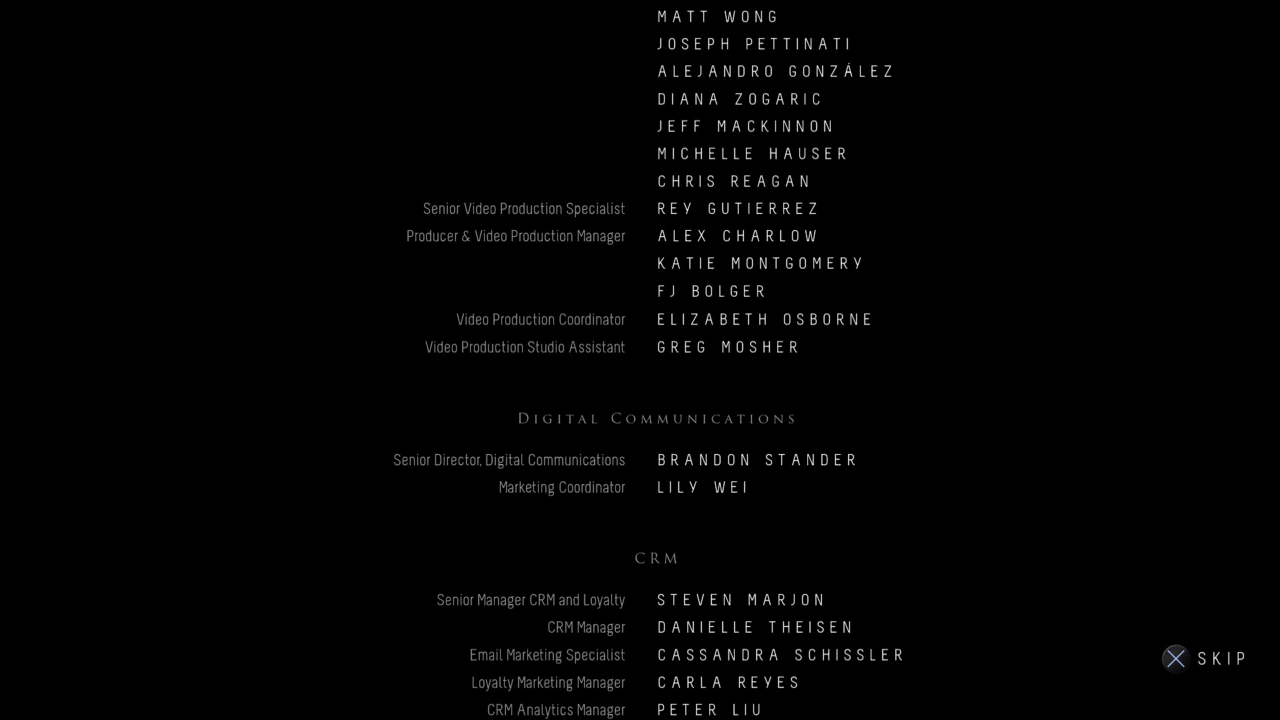 MATT WONG
JOSEPH PETTINATI
ALEJANDRO GONZÁLEZ
DIANA ZOGARIC
JEFF MACKINNON
MICHELLE HAUSER
CHRIS REAGAN
Senior Video Production Specialist REY GUTIERREZ
Producer & Video Production Manager ALEX CHARLOW
KATIE MONTGOMERY
FJ BOLGER
Video Production Coordinator ELIZABETH OSBORNE
Video Production Studio Assistant GREG MOSHER
DIGITAL COMMUNICATIONS
Senior Director, Digital Communications BRANDON STANDER
Marketing Coordinator LILY WEI
CRM
Senior Manager CRM and Loyalty STEVEN MARJON
CRM Manager DANIELLE THEISEN
Email Marketing Specialist CASSANDRA SCHISSLER
Loyalty Marketing Manager CARLA REYES
CRM Analytics Manager PETER LIU
SKIP